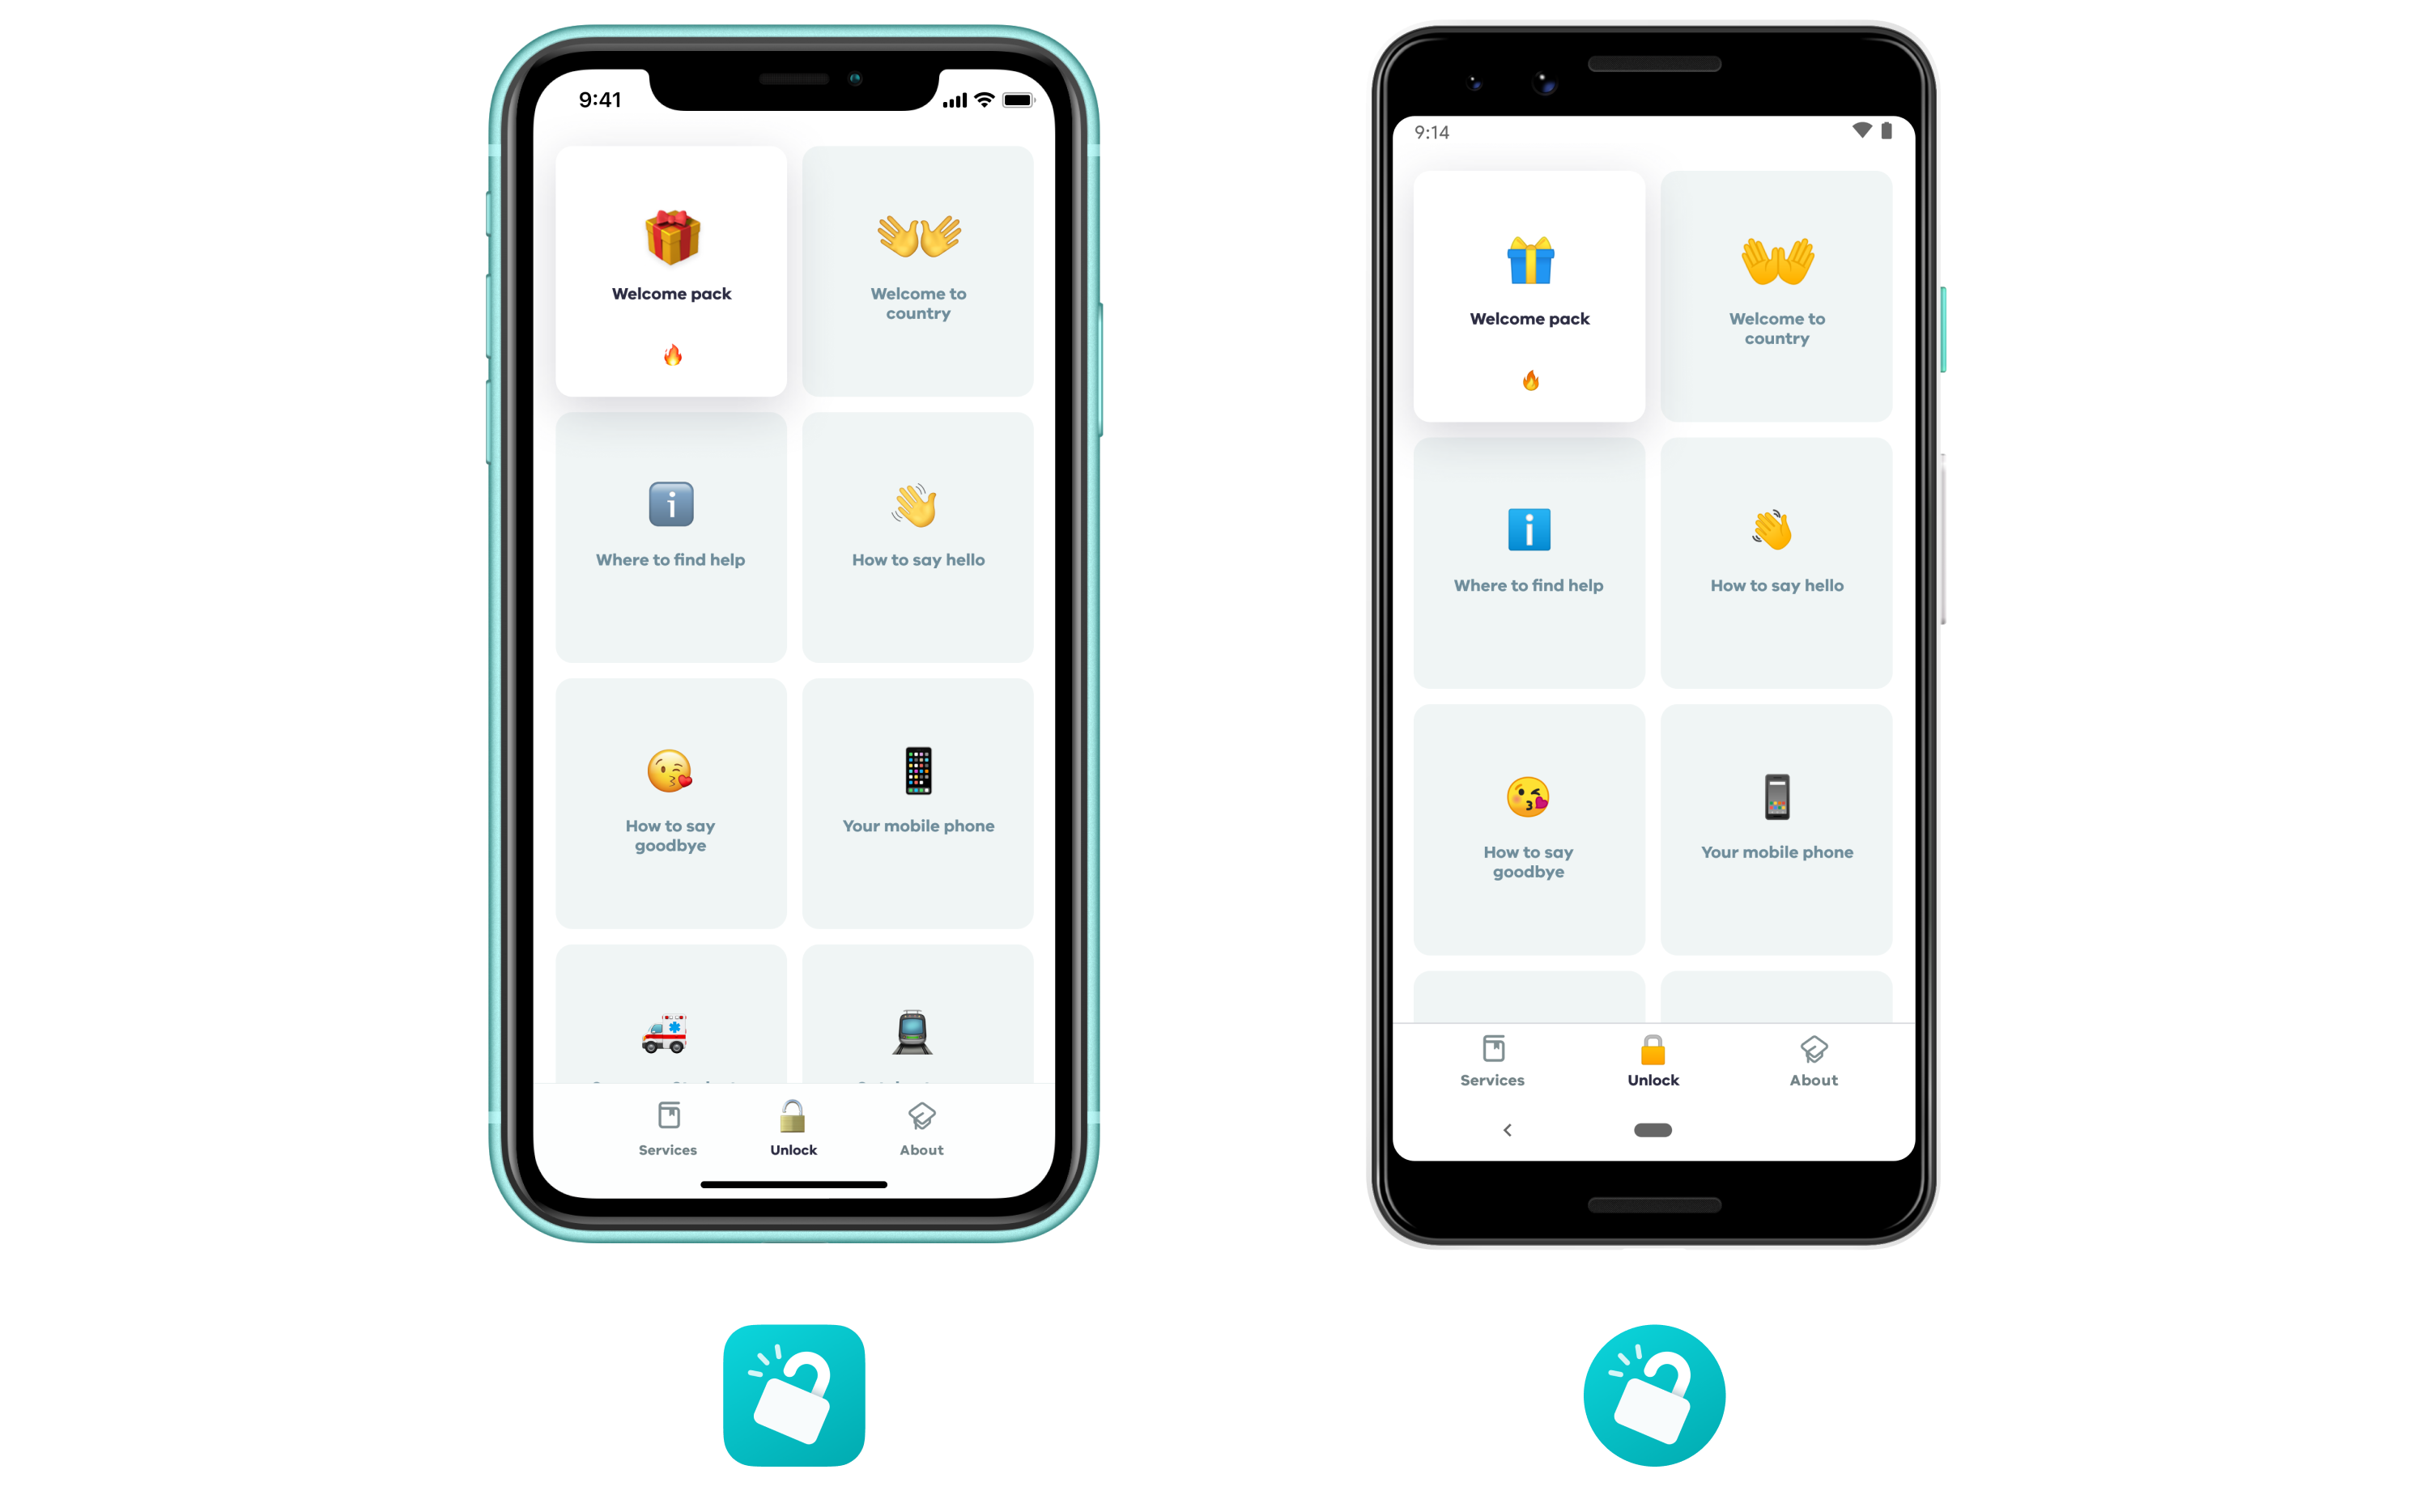 9:41
Welcome pack
Welcome to
country
Where to find help
How to say hello
How to say
goodbye
Your mobile phone
Services
Unlock
About
9:14
Welcome pack
Welcome to
country
Where to find help
How to say hello
How to say
goodbye
Your mobile phone
Services
Unlock
About